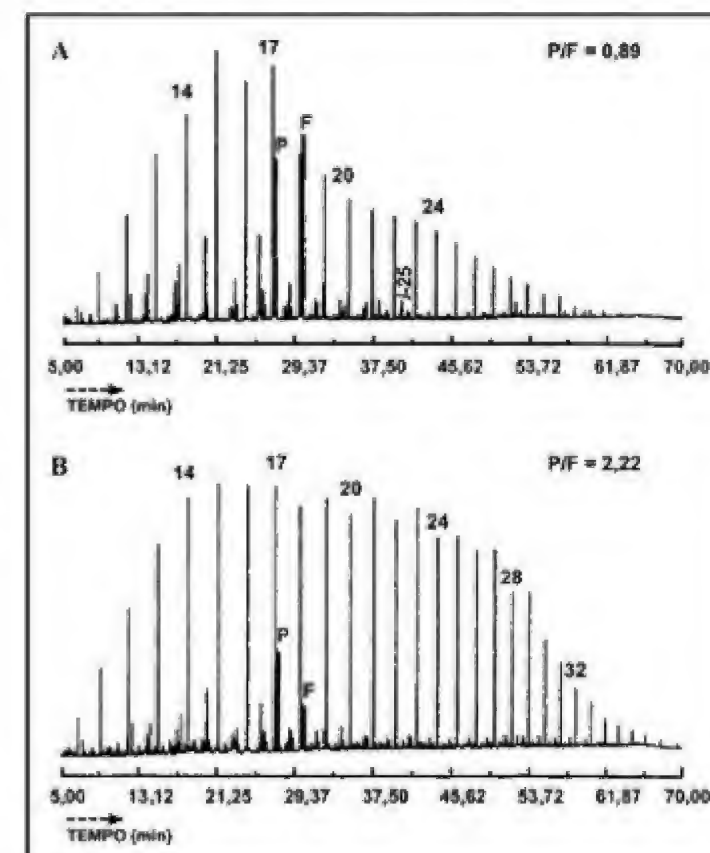 A
P/F = 0,89
17
14
P
F
20
24
i-25
5,00 13,12 21,25 29,37 37,50 45,62 53,72 61,87 70,00
TEMPO (min)
B
P/F = 2,22
14
17
20
24
28
32
P
F
5,00 13,12 21,25 29,37 37,50 45,62 53,72 61,87 70,00
TEMPO (min)